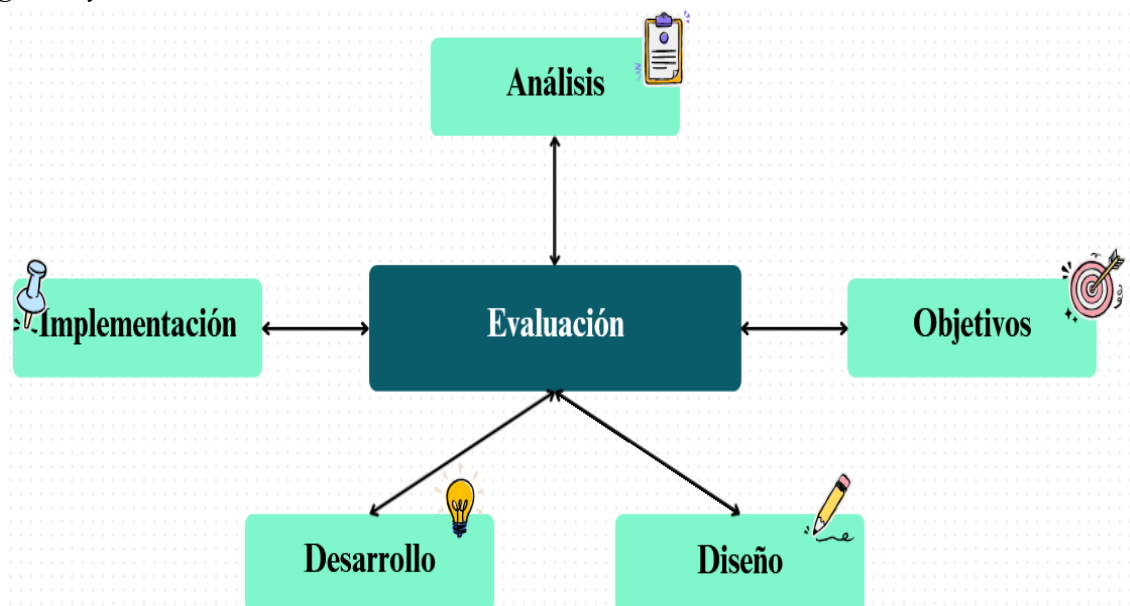 Análisis
Implementación
Evaluación
Objetivos
Desarrollo
Diseño